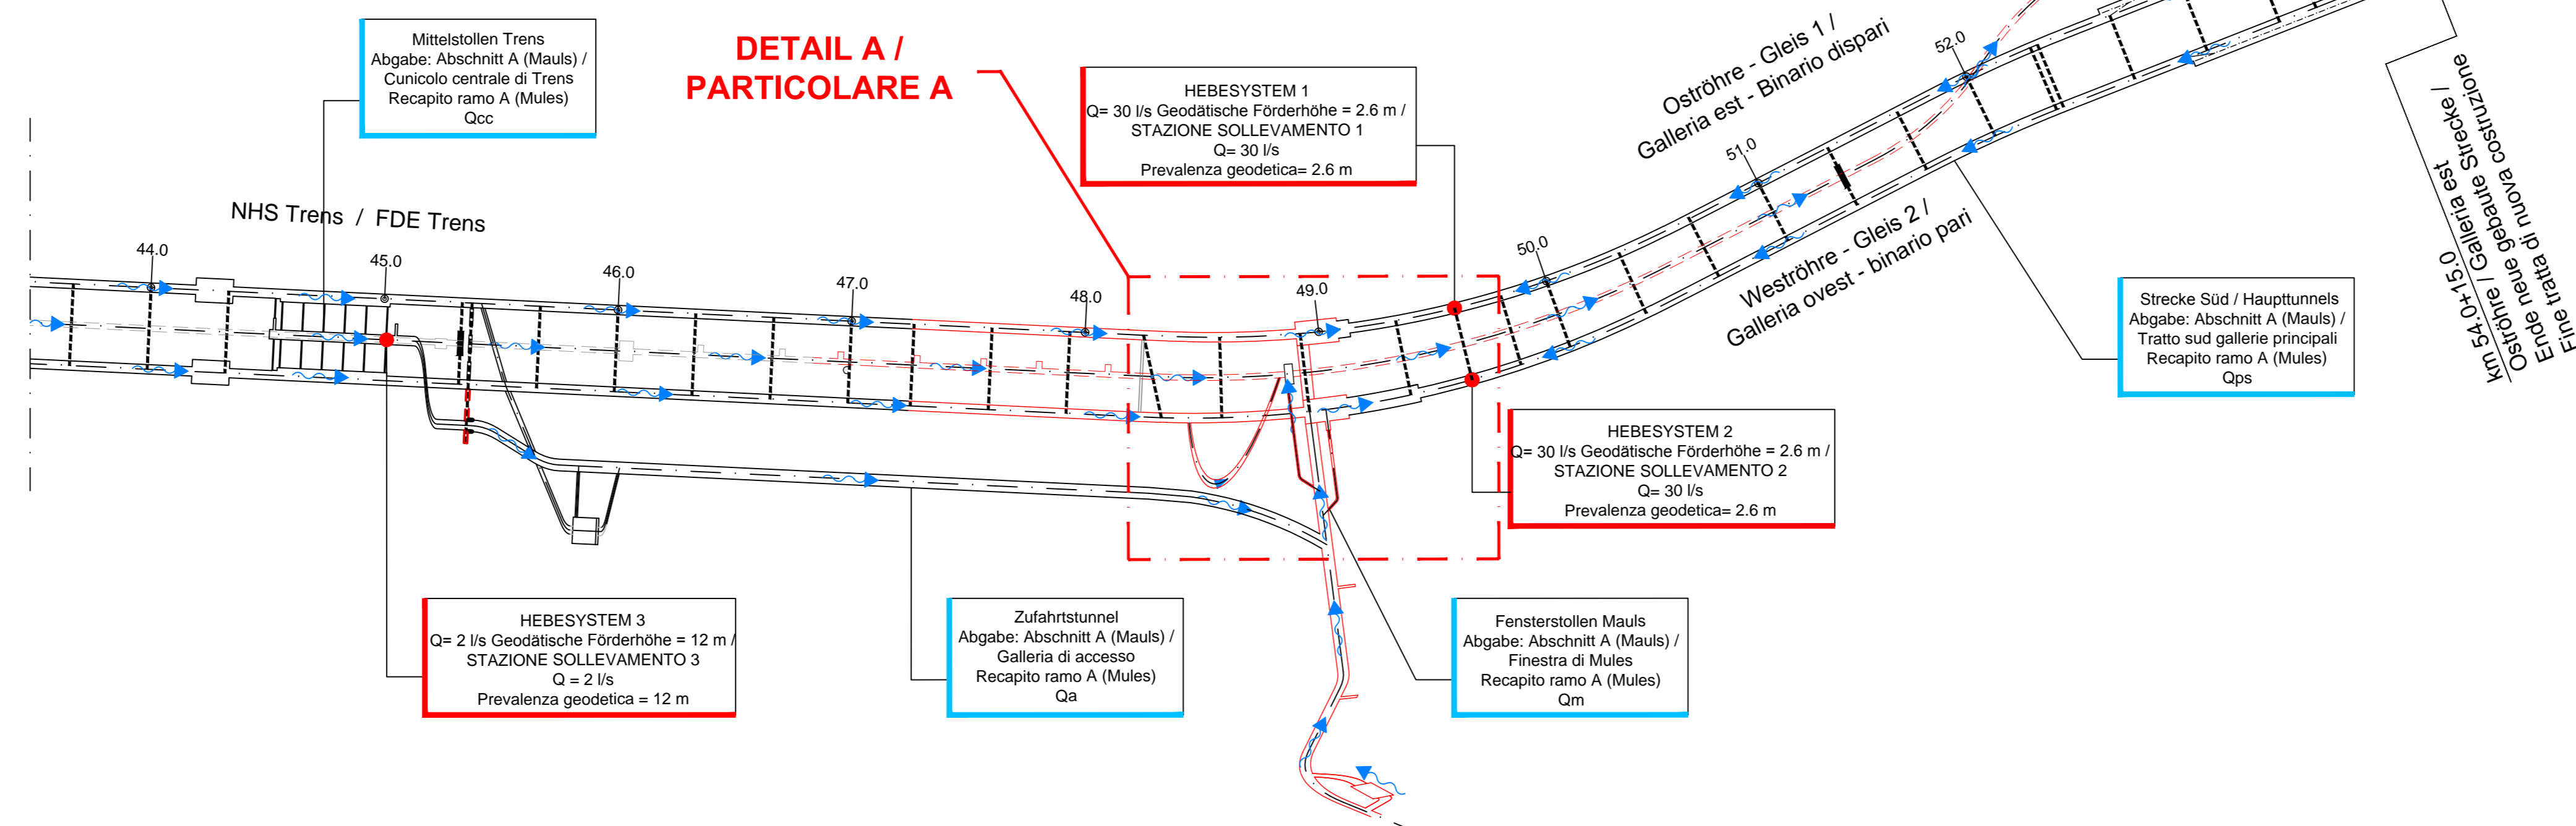 Mittelstollen Trens
Abgabe: Abschnitt A (Mauls) /
Cunicolo centrale di Trens
Recapito ramo A (Mules)
Qcc
DETAIL A /
PARTICOLARE A
HEBESYSTEM 1
Q= 30 l/s Geodätische Förderhöhe = 2.6 m /
STAZIONE SOLLEVAMENTO 1
Q= 30 l/s
Prevalenza geodetica= 2.6 m
Oströhre - Gleis 1 /
Galleria est - Binario dispari
52.0
51.0
NHS Trens / FDE Trens
44.0
45.0
46.0
47.0
48.0
49.0
50.0
Weströhre - Gleis 2 /
Galleria ovest - binario pari
Strecke Süd / Haupttunnels
Abgabe: Abschnitt A (Mauls) /
Tratto sud gallerie principali
Recapito ramo A (Mules)
Qps
km 54.0+15.0
Oströhre / Galleria est
Ende neue gebaute Strecke /
Fine tratta di nuova costruzione
HEBESYSTEM 2
Q= 30 l/s Geodätische Förderhöhe = 2.6 m /
STAZIONE SOLLEVAMENTO 2
Q= 30 l/s
Prevalenza geodetica= 2.6 m
HEBESYSTEM 3
Q= 2 l/s Geodätische Förderhöhe = 12 m /
STAZIONE SOLLEVAMENTO 3
Q = 2 l/s
Prevalenza geodetica = 12 m
Zufahrtstunnel
Abgabe: Abschnitt A (Mauls) /
Galleria di accesso
Recapito ramo A (Mules)
Qa
Fensterstollen Mauls
Abgabe: Abschnitt A (Mauls) /
Finestra di Mules
Recapito ramo A (Mules)
Qm